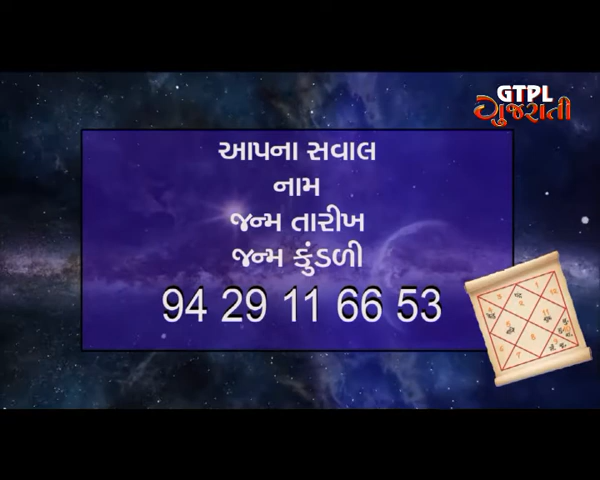 GTPL
ગુજરાતી
આપના સવાલ
નામ
જન્મ તારીખ
જન્મ કુંડળી
94 29 11 66 53